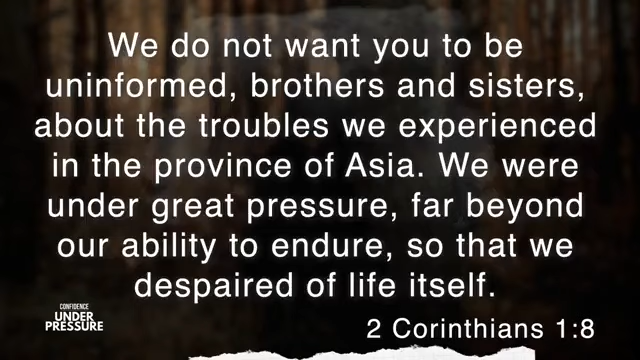 We do not want you to be
uninformed, brothers and sisters,
about the troubles we experienced
in the province of Asia. We were
under great pressure, far beyond
our ability to endure, so that we
despaired of life itself.
2 Corinthians 1:8
CONFIDENCE
UNDER
PRESSURE